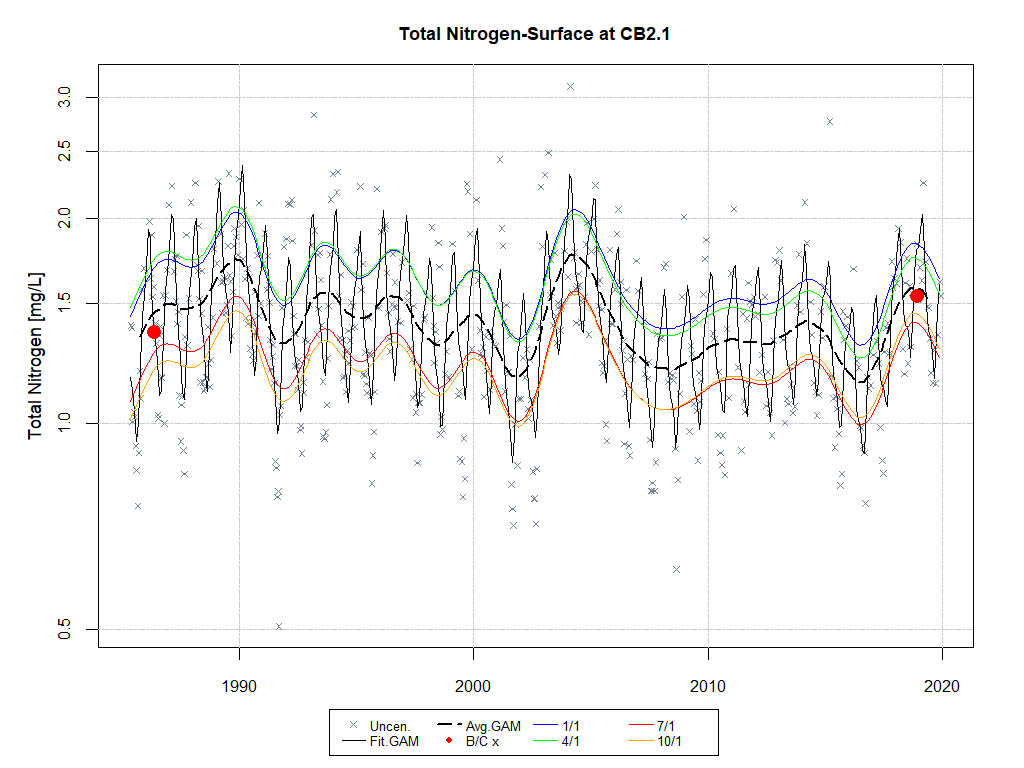 Total Nitrogen-Surface at CB2.1
Total Nitrogen [mg/L]
3.0
2.5
2.0
1.5
1.0
0.5
1990 2000 2010 2020
Uncen. Avg.GAM 1/1 7/1
Fit.GAM B/C x 4/1 10/1